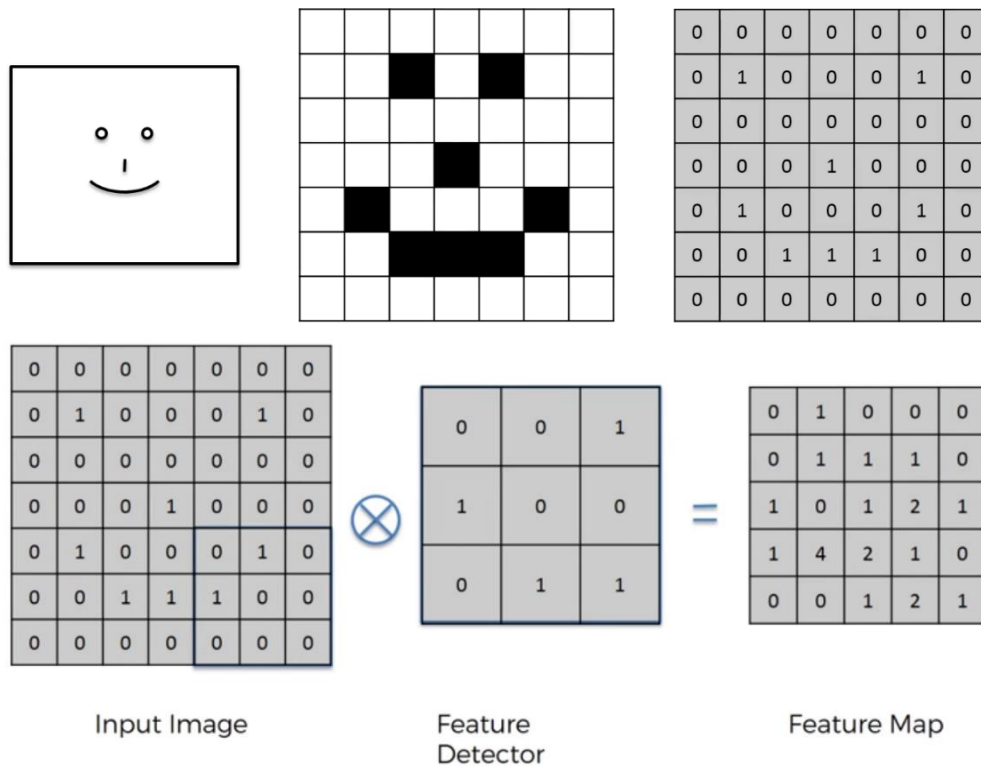 0 0 0 0 0 0 0
0 1 0 0 0 1 0
0 0 0 0 0 0 0
0 0 0 1 0 0 0
0 1 0 0 0 1 0
0 0 1 1 1 0 0
0 0 0 0 0 0 0
0 0 0 0 0 0 0
0 1 0 0 0 1 0
0 0 0 0 0 0 0
0 0 0 1 0 0 0
0 1 0 0 0 1 0
0 0 1 1 1 0 0
0 0 0 0 0 0 0
0 0 1
1 0 0
0 1 1
=
0 1 0 0 0
0 1 1 1 0
1 0 1 2 1
1 4 2 1 0
0 0 1 2 1
Input Image
Feature
Detector
Feature Map